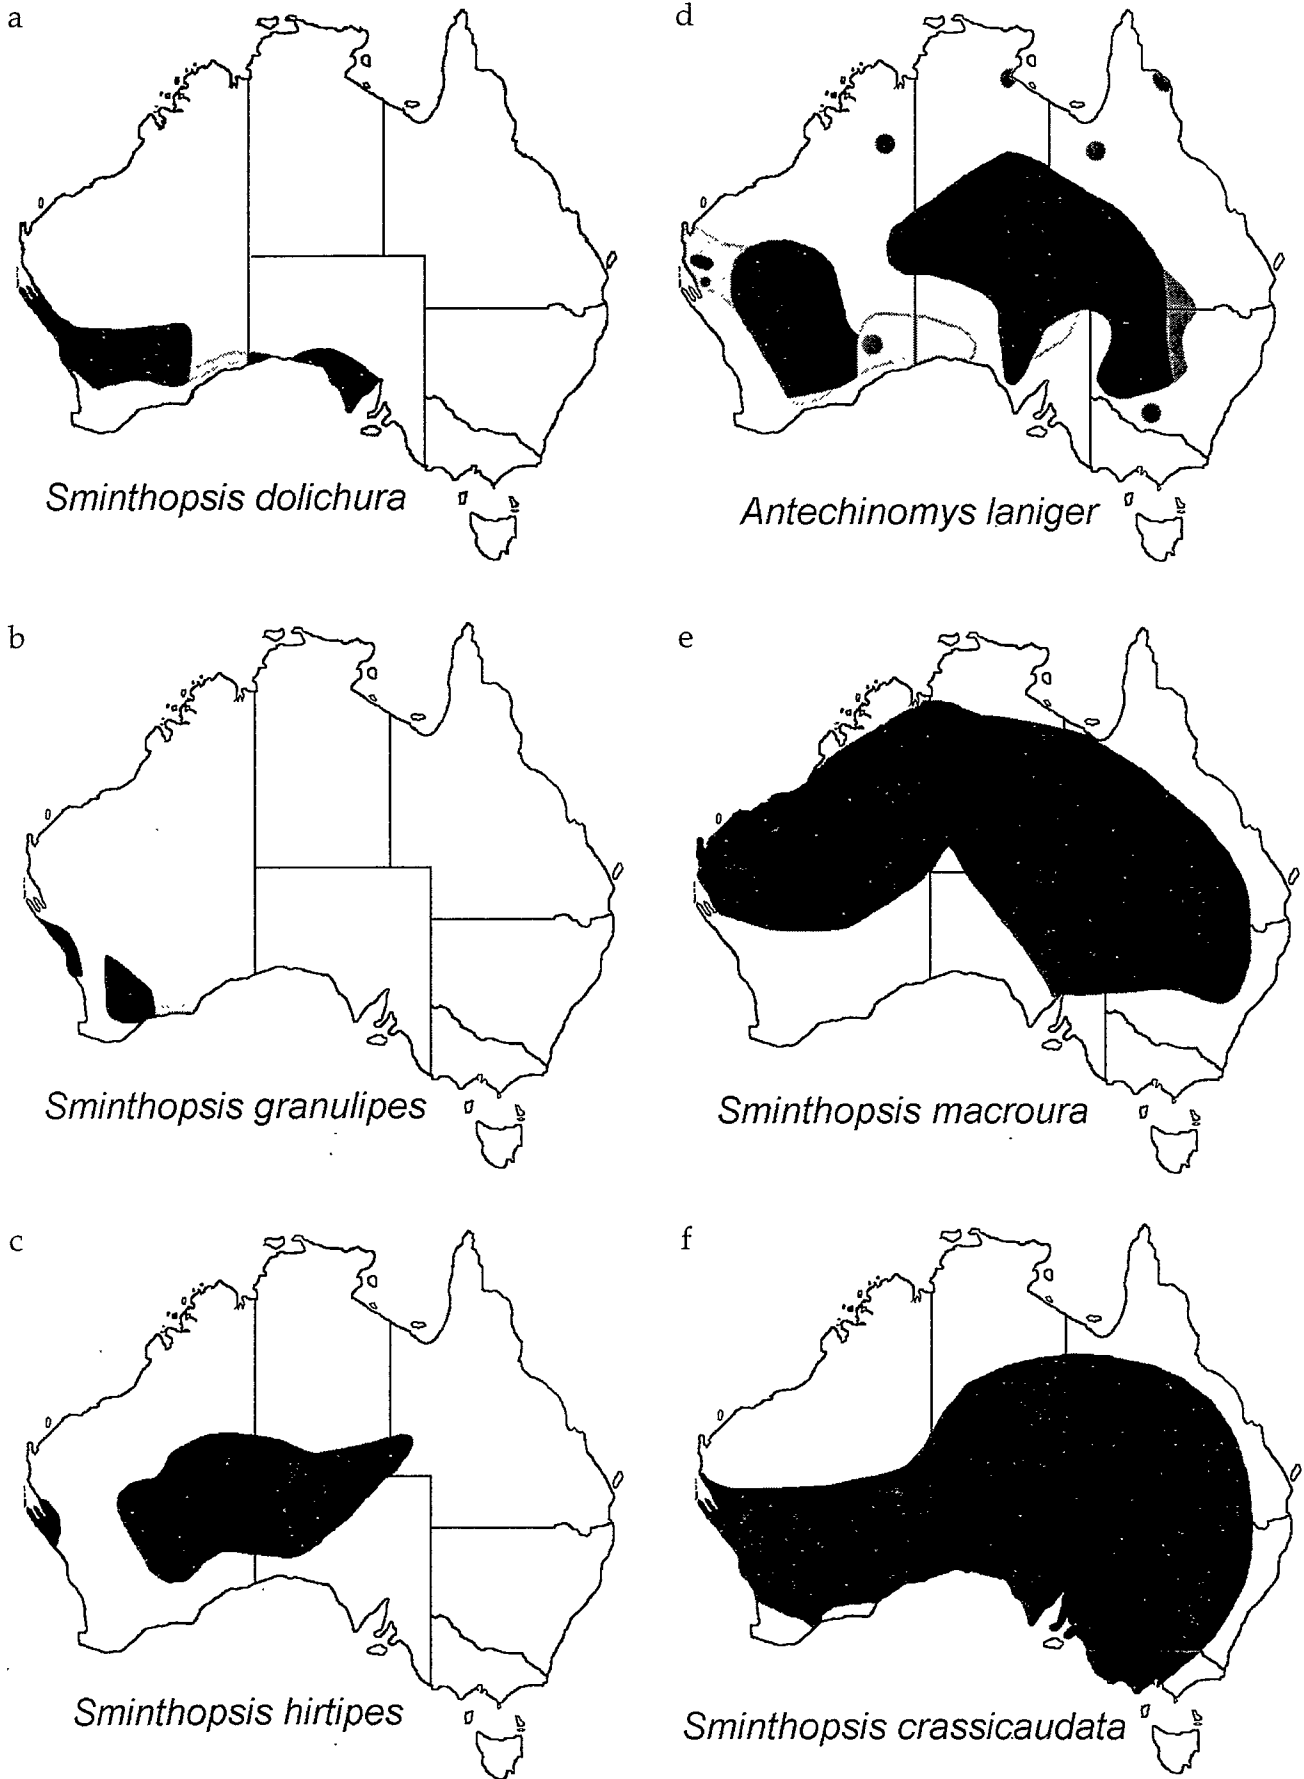 a
Sminthopsis dolichura
b
Sminthopsis granulipes
c
Sminthopsis hirtipes
d
Antechinomys laniger
e
Sminthopsis macroura
f
Sminthopsis crassicaudata